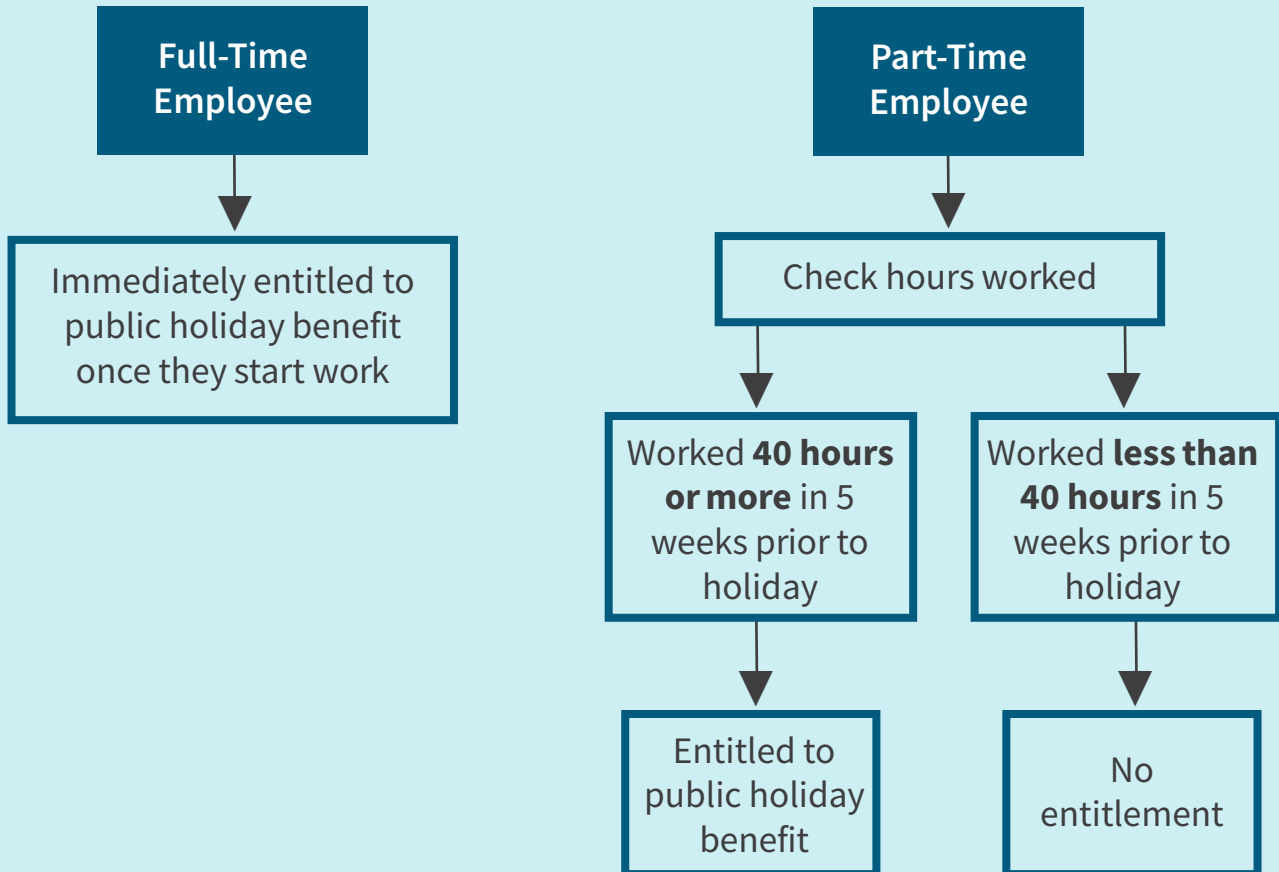 Full-Time
Employee
Immediately entitled to
public holiday benefit
once they start work
Part-Time
Employee
Check hours worked
Worked 40 hours
or more in 5
weeks prior to
holiday
Worked less than
40 hours in 5
weeks prior to
holiday
Entitled to
public holiday
benefit
No
entitlement